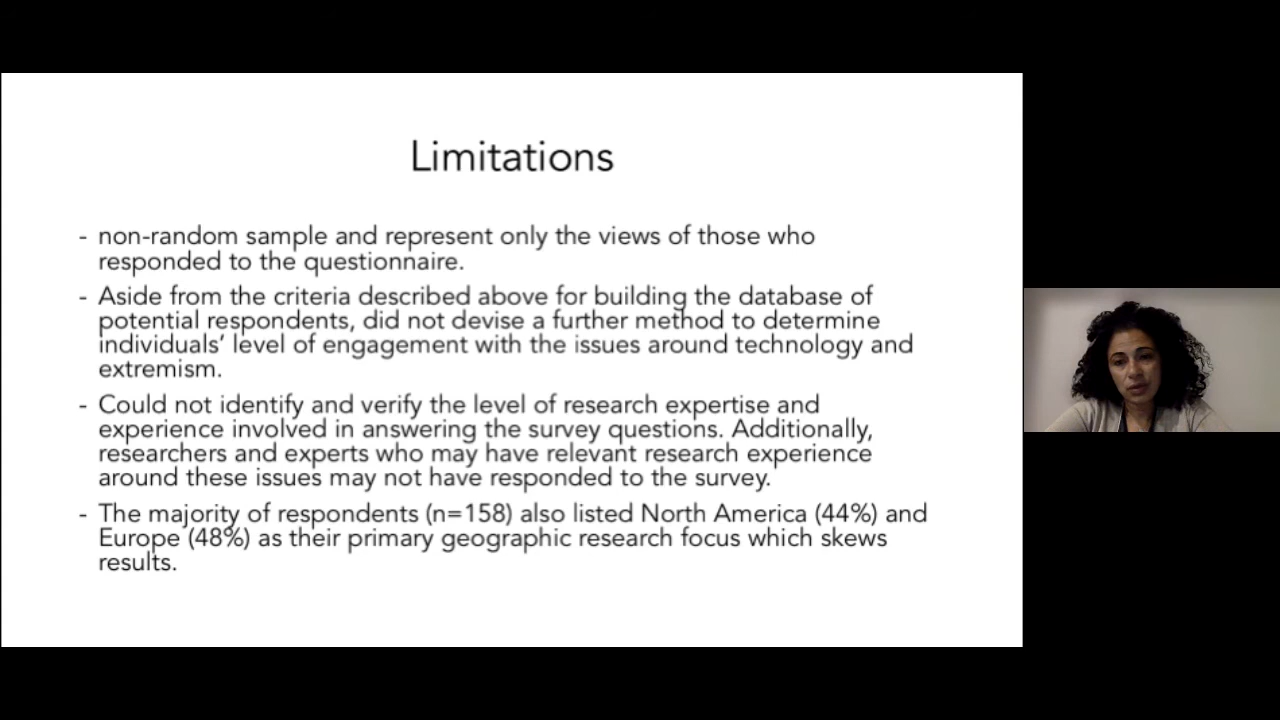 Limitations
- non-random sample and represent only the views of those who
responded to the questionnaire.
- Aside from the criteria described above for building the database of
potential respondents, did not devise a further method to determine
individuals’ level of engagement with the issues around technology and
extremism.
- Could not identify and verify the level of research expertise and
experience involved in answering the survey questions. Additionally,
researchers and experts who may have relevant research experience
around these issues may not have responded to the survey.
- The majority of respondents (n=158) also listed North America (44%) and
Europe (48%) as their primary geographic research focus which skews
results.